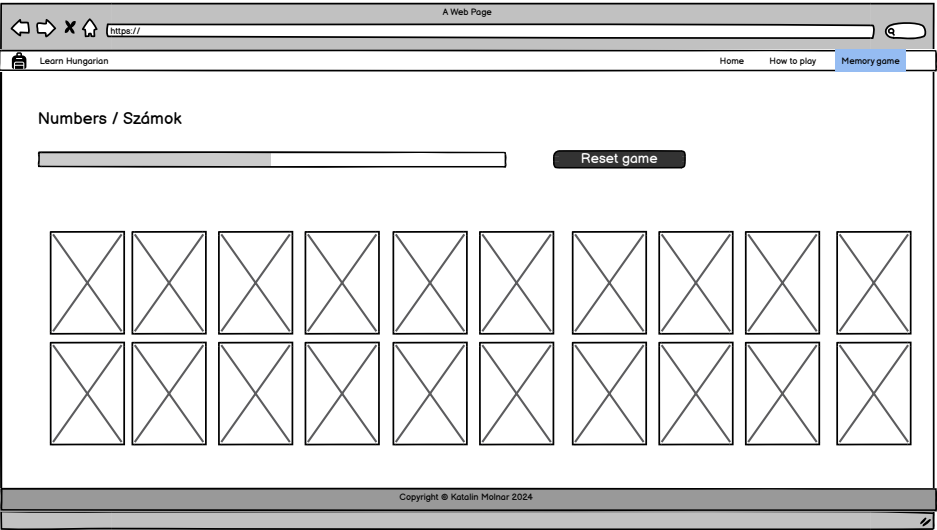 A Web Page
https://
Learn Hungarian
Home
How to play
Memory game
Numbers / Számok
Reset game
Copyright © Katalin Molnar 2024